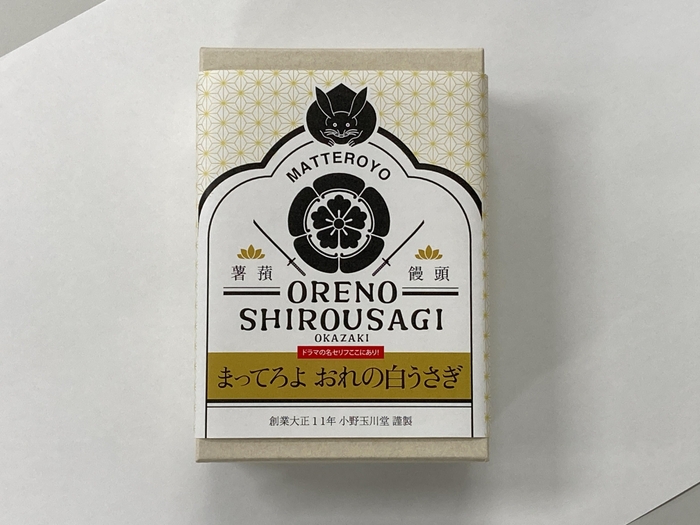 MATTEROYO
薯蕷 饅頭
ORENO
SHIROUSAGI
OKAZAKI
ドラマの名セリフここにあり!
まってろよ おれの白うさぎ
創業大正11年 小野玉川堂 謹製